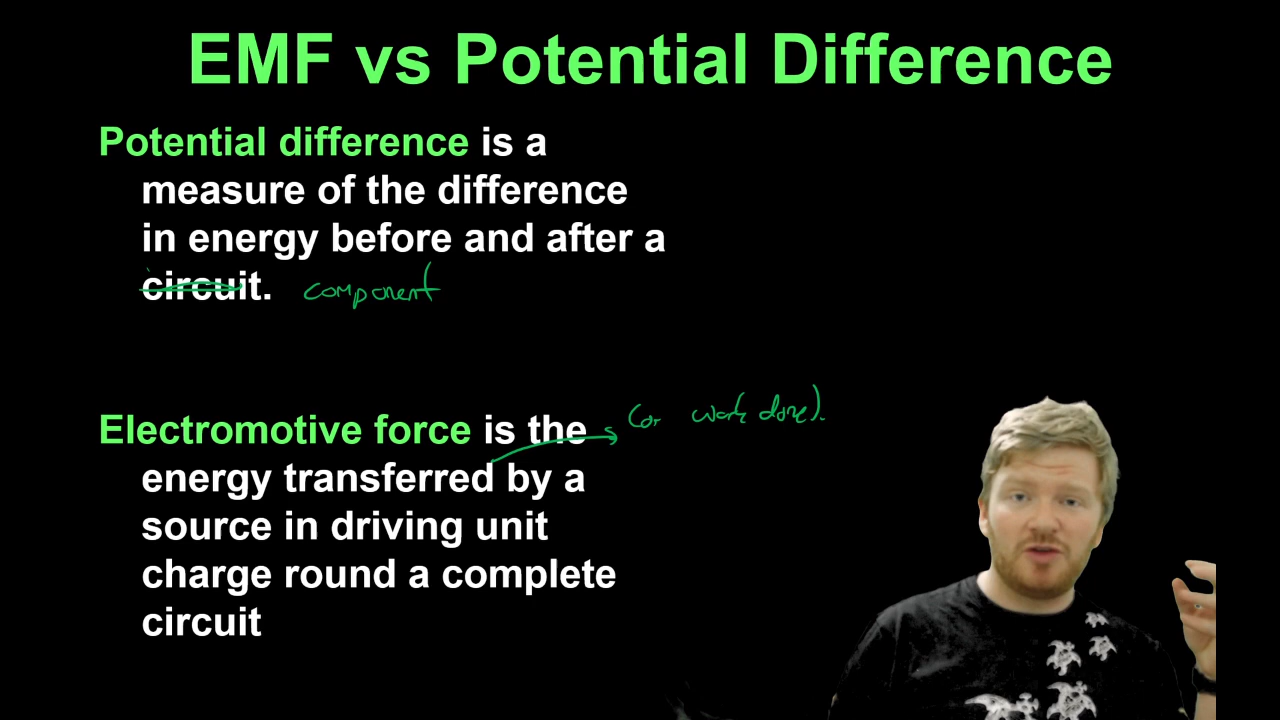 EMF vs Potential Difference
Potential difference is a
measure of the difference
in energy before and after a
circuit. component
(or work done).
Electromotive force is the
energy transferred by a
source in driving unit
charge round a complete
circuit